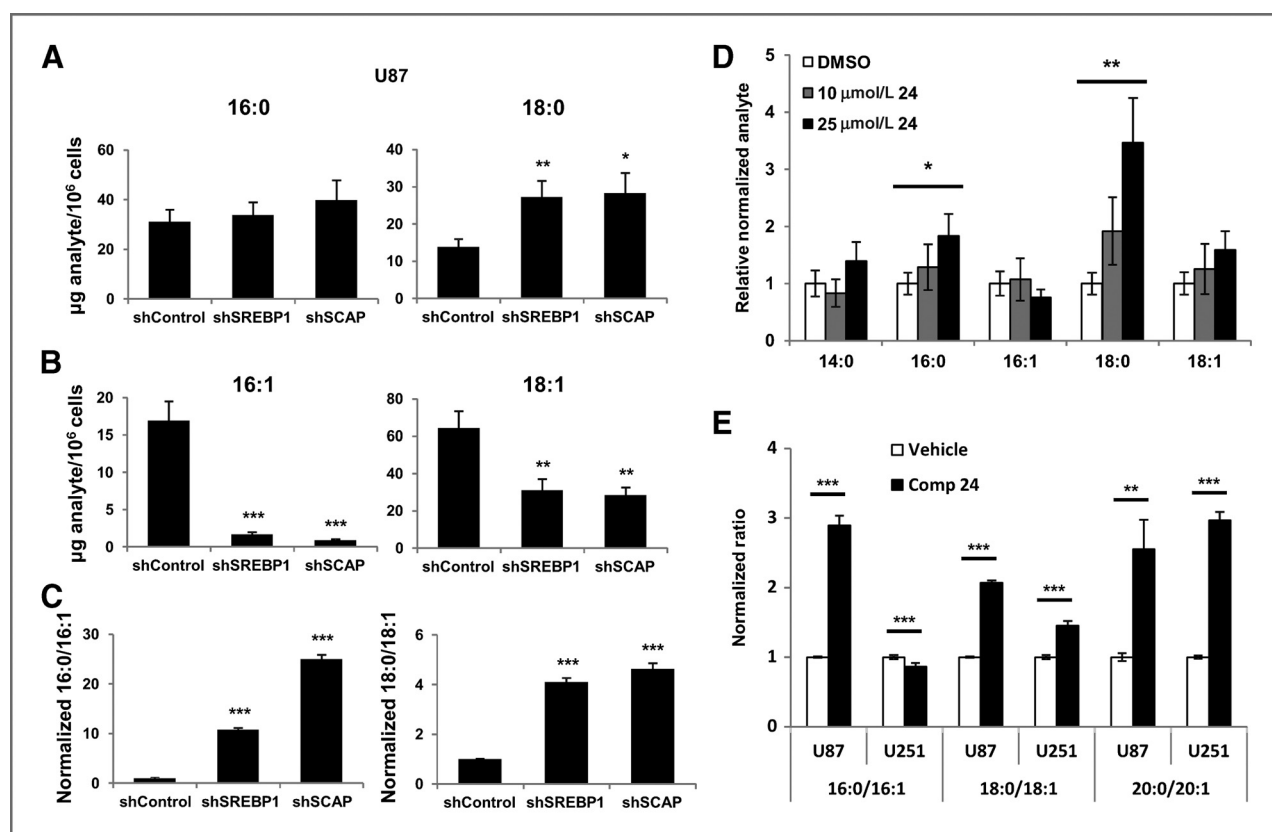 A
U87
16:0
18:0
µg analyte/10⁶ cells
60
40
20
0
40
30
20
10
0
**
*
shControl shSREBP1 shSCAP
shControl shSREBP1 shSCAP
B
16:1
18:1
µg analyte/10⁶ cells
20
15
10
5
0
80
60
40
20
0
***
***
**
**
shControl shSREBP1 shSCAP
shControl shSREBP1 shSCAP
C
Normalized 16:0/16:1
30
20
10
0
***
***
shControl shSREBP1 shSCAP
Normalized 18:0/18:1
6
4
2
0
***
***
shControl shSREBP1 shSCAP
D
Relative normalized analyte
5
4
3
2
1
0
DMSO
10 µmol/L 24
25 µmol/L 24
*
**
14:0 16:0 16:1 18:0 18:1
E
Normalized ratio
4
3
2
1
0
Vehicle
Comp 24
***
***
***
***
**
***
U87 U251 U87 U251 U87 U251
16:0/16:1 18:0/18:1 20:0/20:1